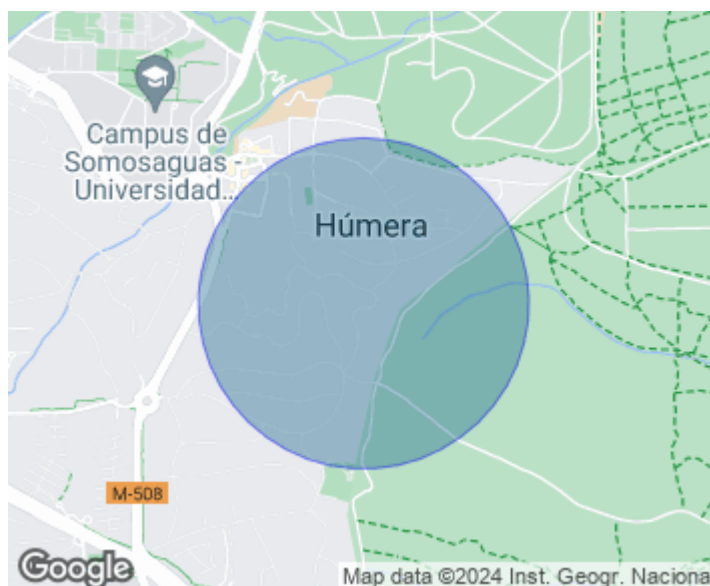 Campus de
Somosaguas -
Universidad...
Húmera
M-508
Google
Map data ©2024 Inst. Geogr. Naciona